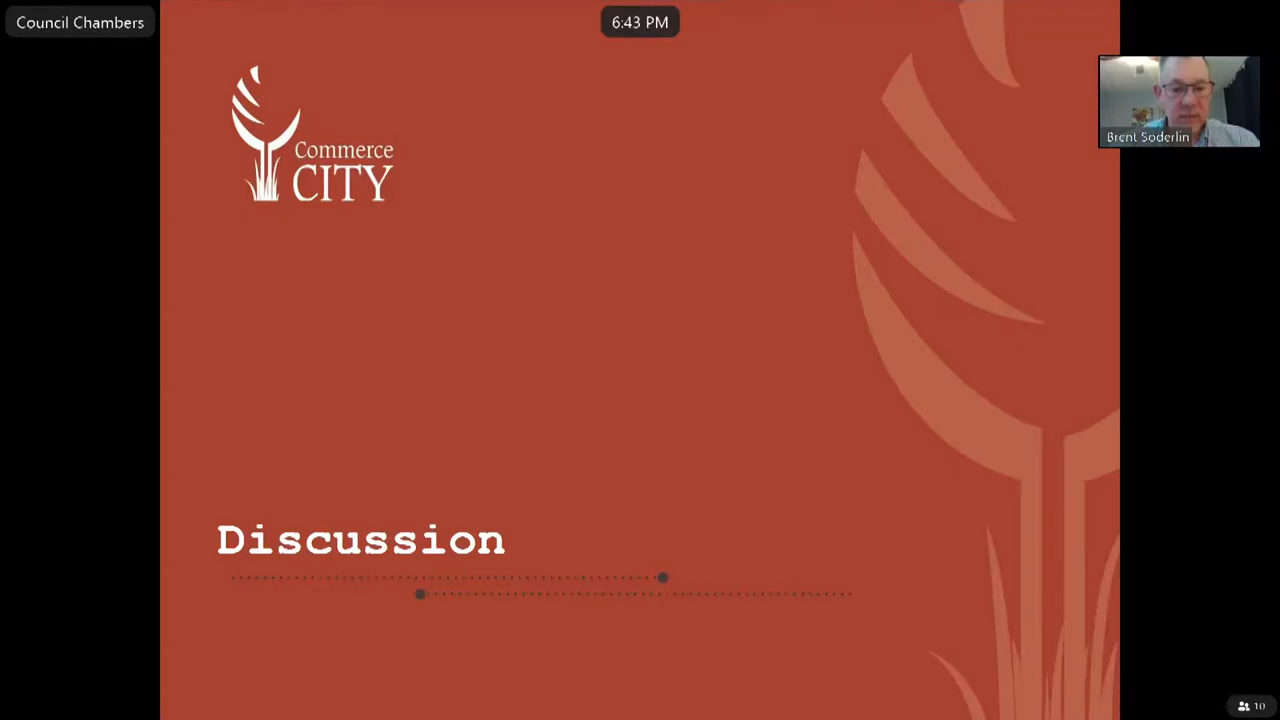 Council Chambers
6:43 PM
Brent Soderlin
Commerce
CITY
Discussion
10